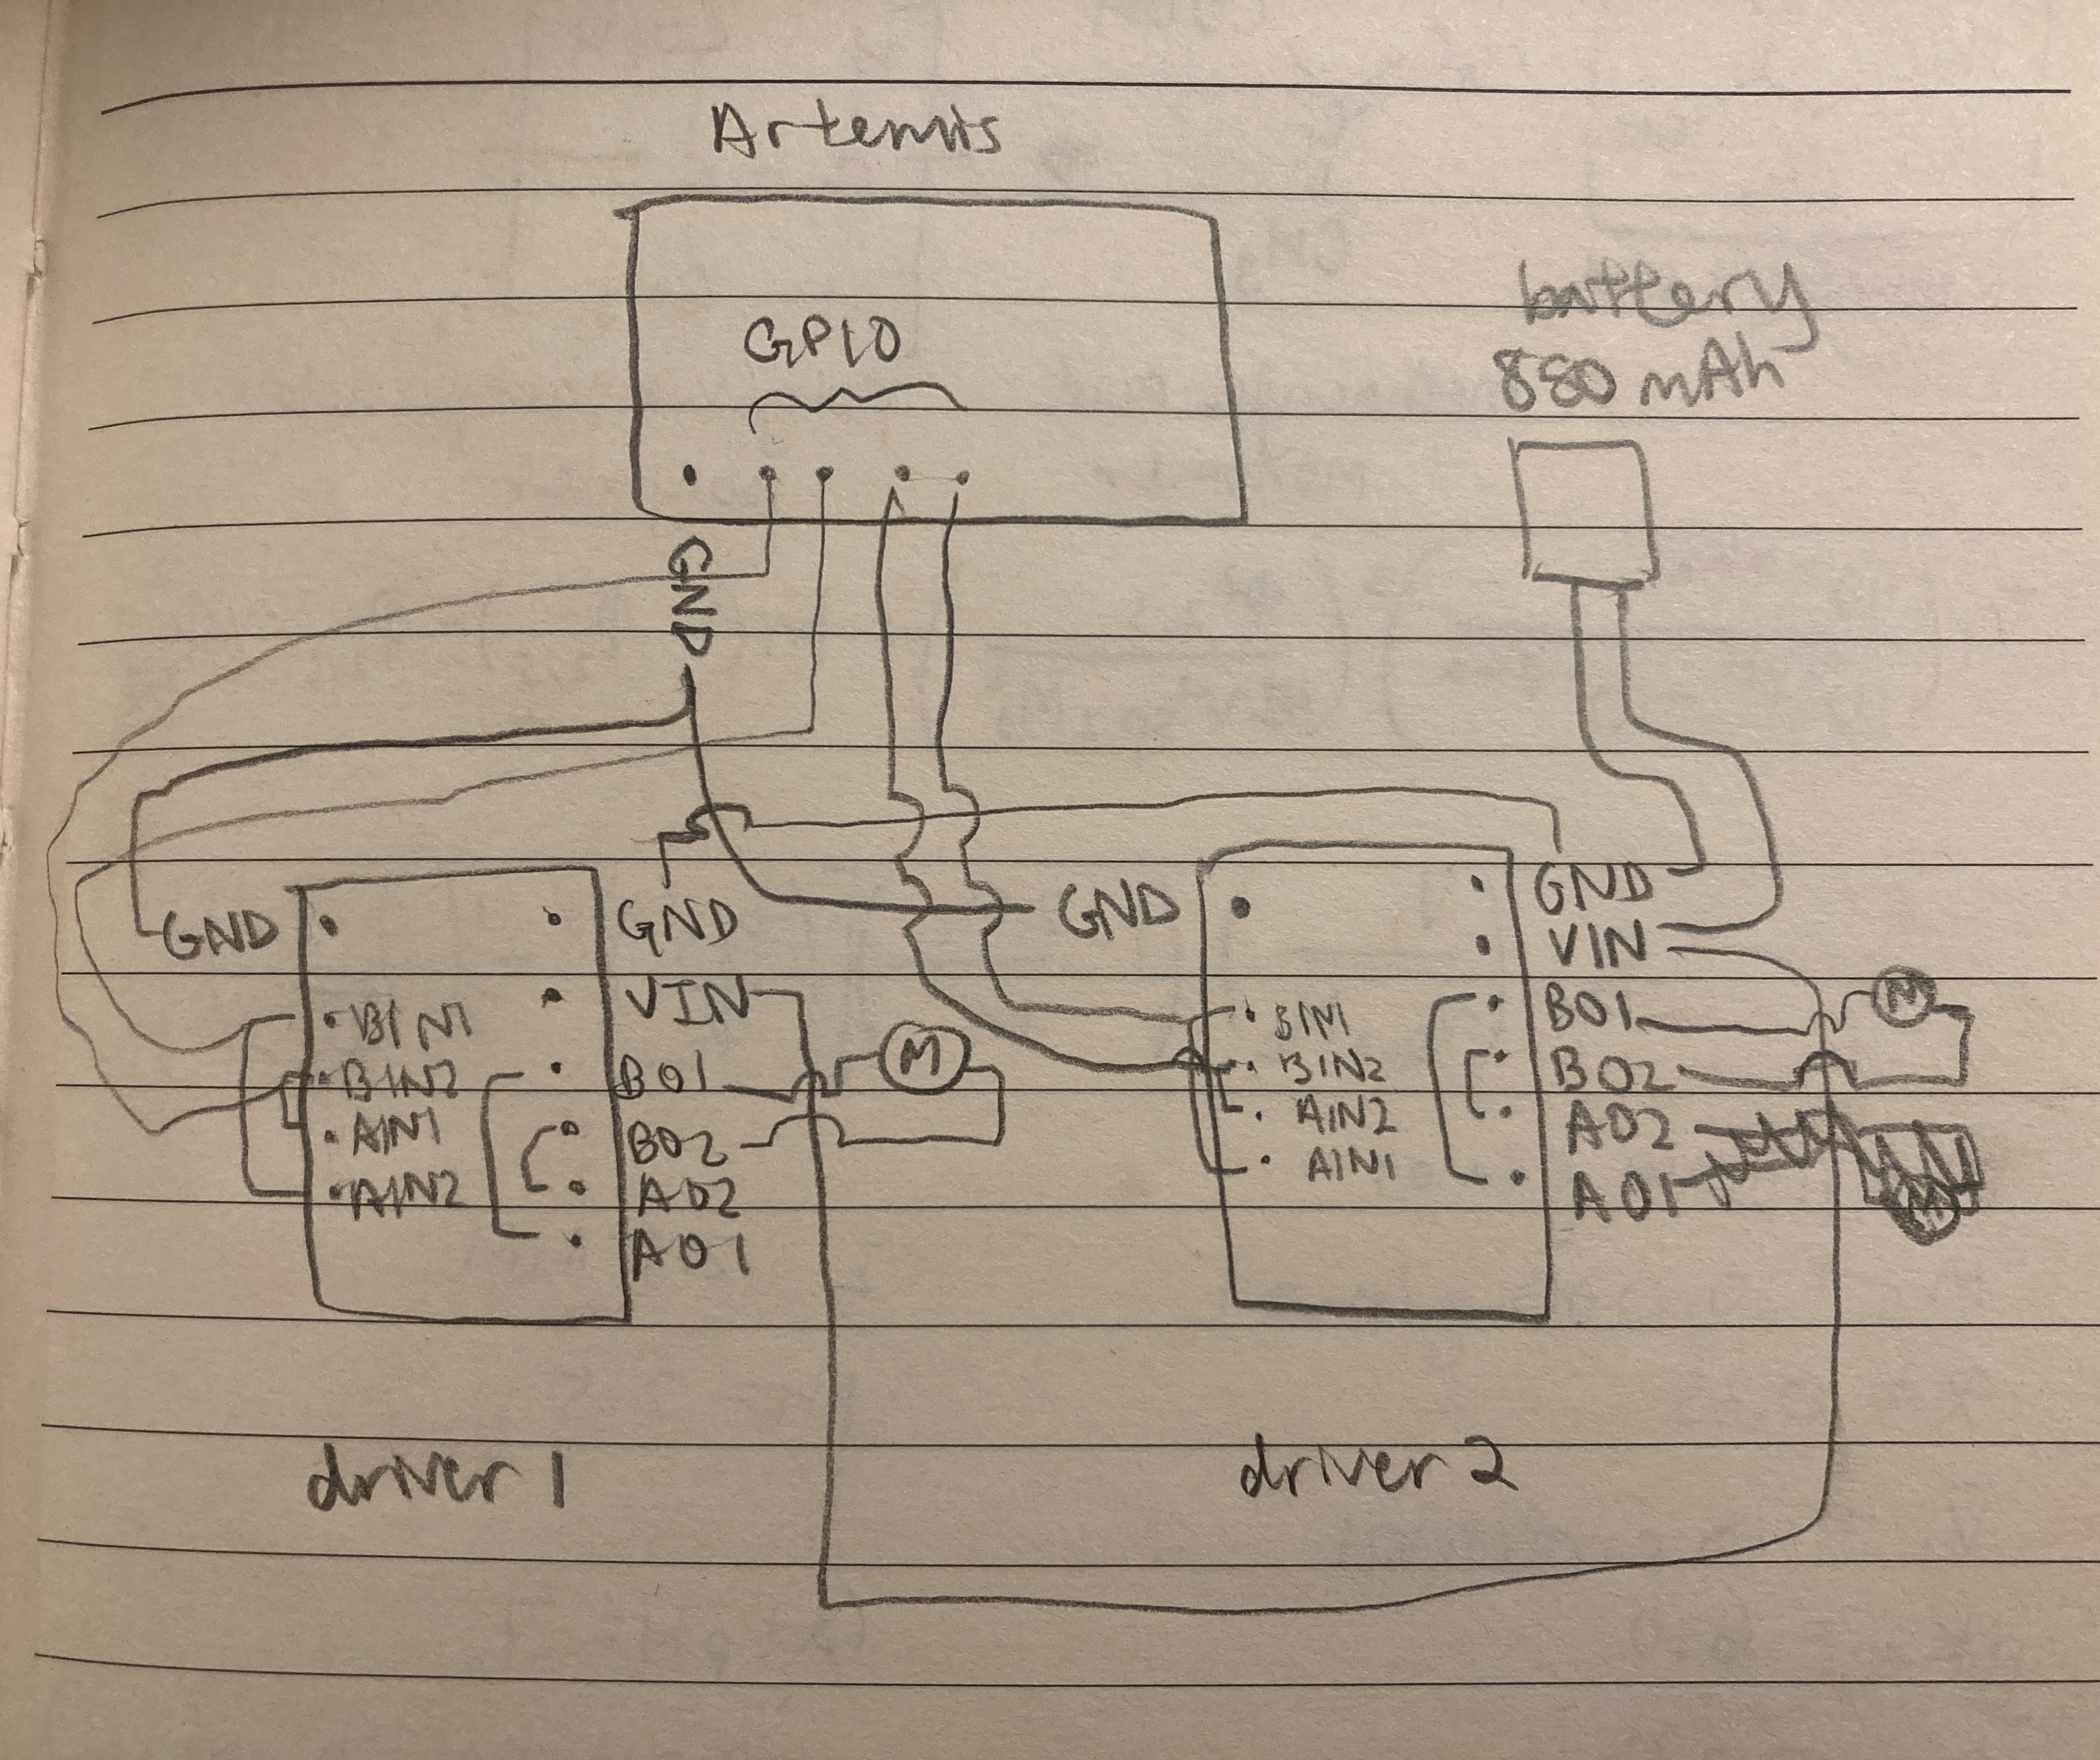 Artemis
battery
880 mAh
GPIO
GND
GND
GND
GND
GND
VIN
BIN1
BIN2
AIN1
AIN2
VIN
BO1
BO2
AO2
AO1
M
BIN1
BIN2
AIN2
AIN1
BO1
BO2
AO2
AO1
M
M
driver 1
driver 2